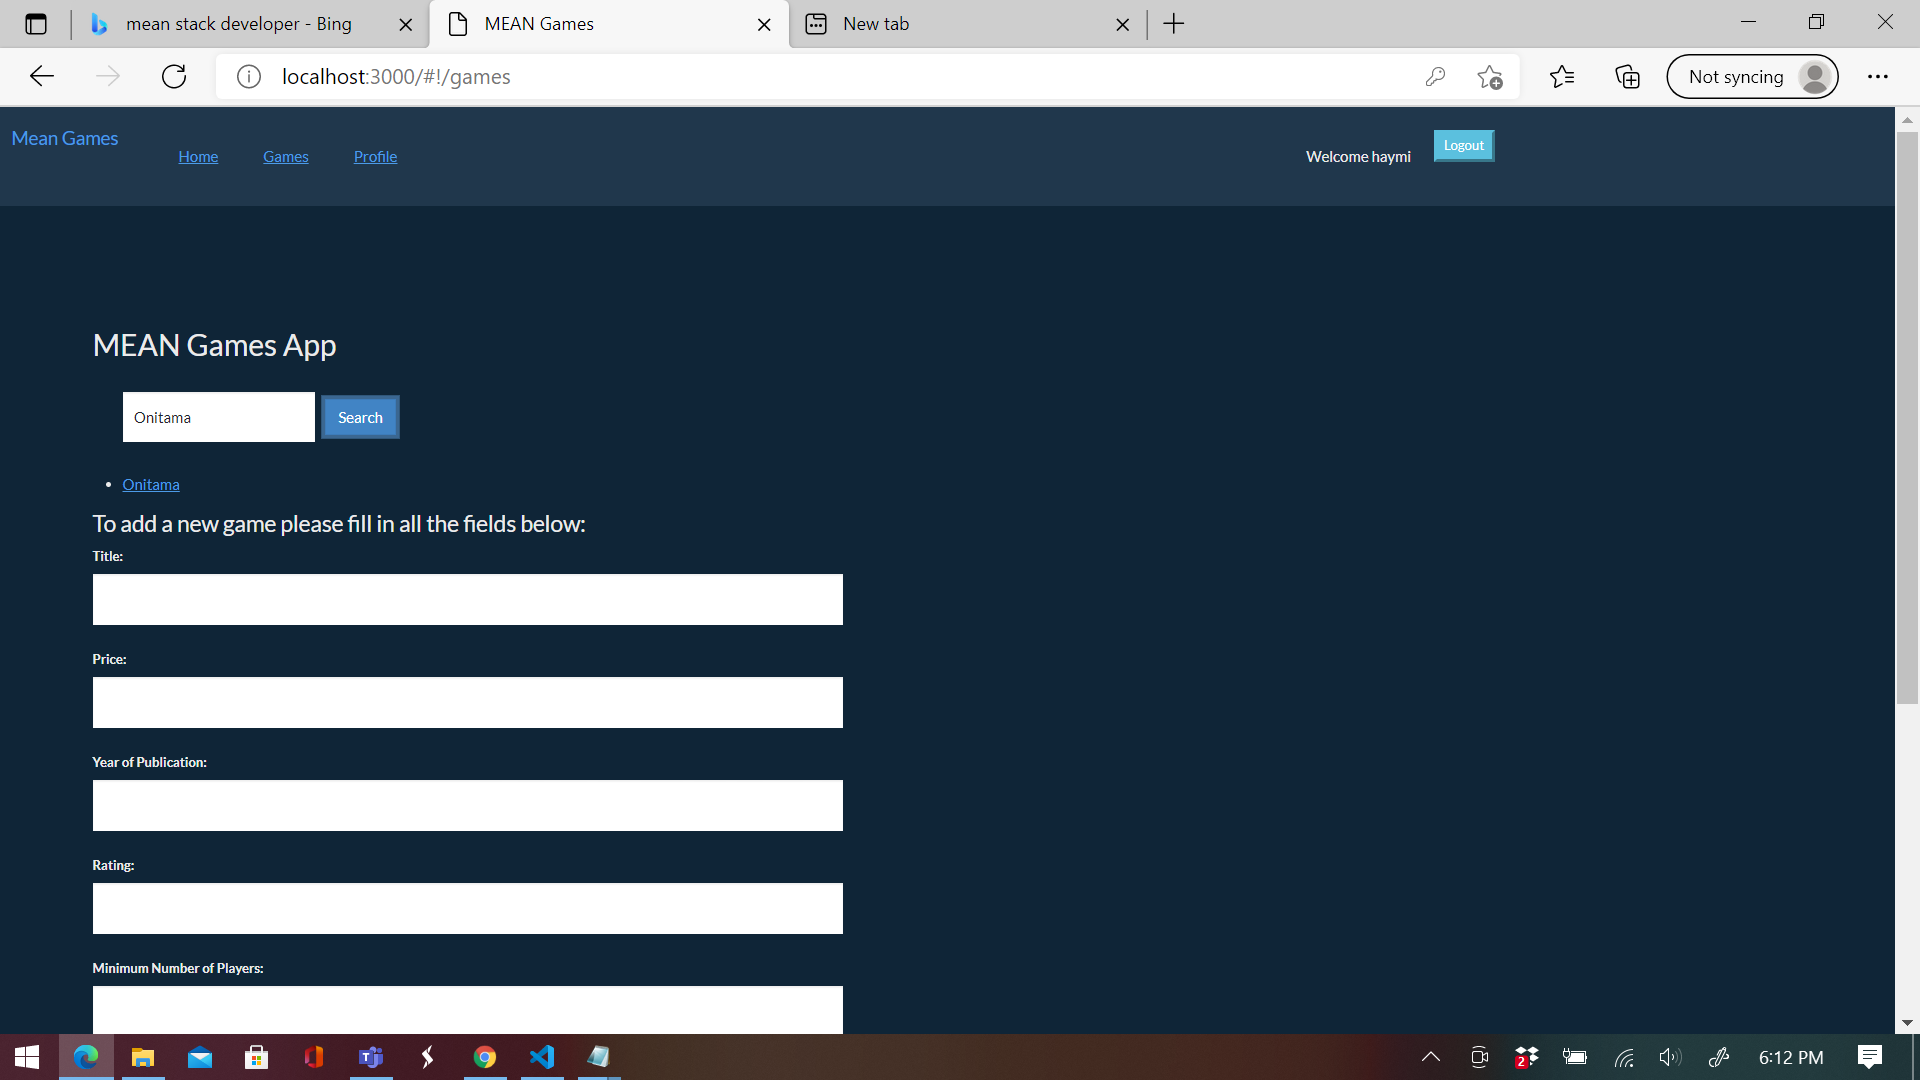 mean stack developer - Bing
MEAN Games
New tab
localhost:3000/#!/games
Not syncing
Mean Games
Home
Games
Profile
Welcome haymi
Logout
MEAN Games App
Onitama
Search
Onitama
To add a new game please fill in all the fields below:
Title:
Price:
Year of Publication:
Rating:
Minimum Number of Players:
2
6:12 PM